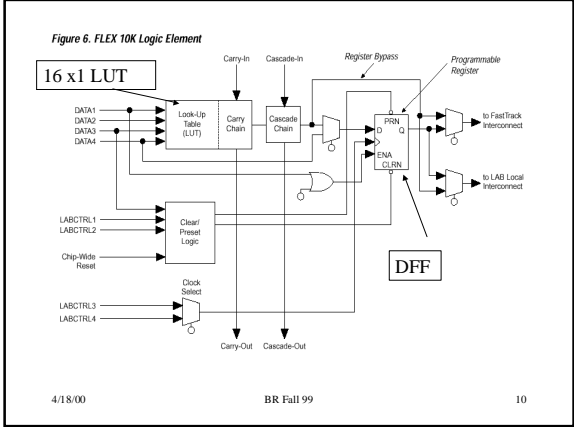 Figure 6. FLEX 10K Logic Element
Carry-In
Cascade-In
Register Bypass
Programmable
Register
16 x1 LUT
DATA1
DATA2
DATA3
DATA4
Look-Up
Table
(LUT)
Carry
Chain
Cascade
Chain
PRN
D
Q
ENA
CLRN
to FastTrack
Interconnect
to LAB Local
Interconnect
LABCTRL1
LABCTRL2
Clear/
Preset
Logic
Chip-Wide
Reset
DFF
Clock
Select
LABCTRL3
LABCTRL4
Carry-Out
Cascade-Out
4/18/00
BR Fall 99
10